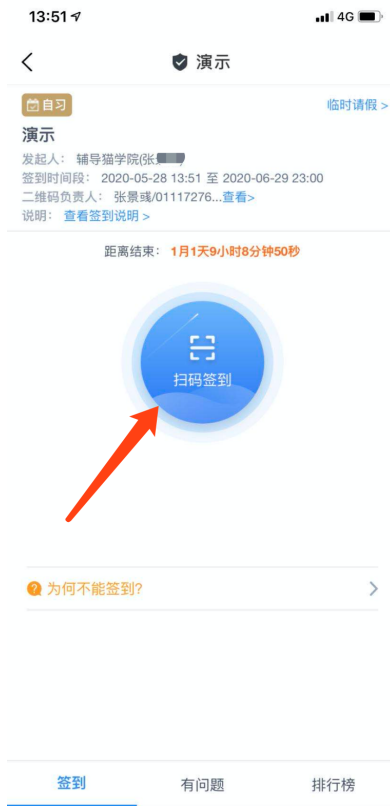 13:51
4G
演示
自习
临时请假 >
演示
发起人： 辅导猫学院(张
签到时间段： 2020-05-28 13:51 至 2020-06-29 23:00
二维码负责人： 张景彧/01117276...查看>
说明： 查看签到说明 >
距离结束： 1月1天9小时8分钟50秒
扫码签到
为何不能签到?
签到
有问题
排行榜